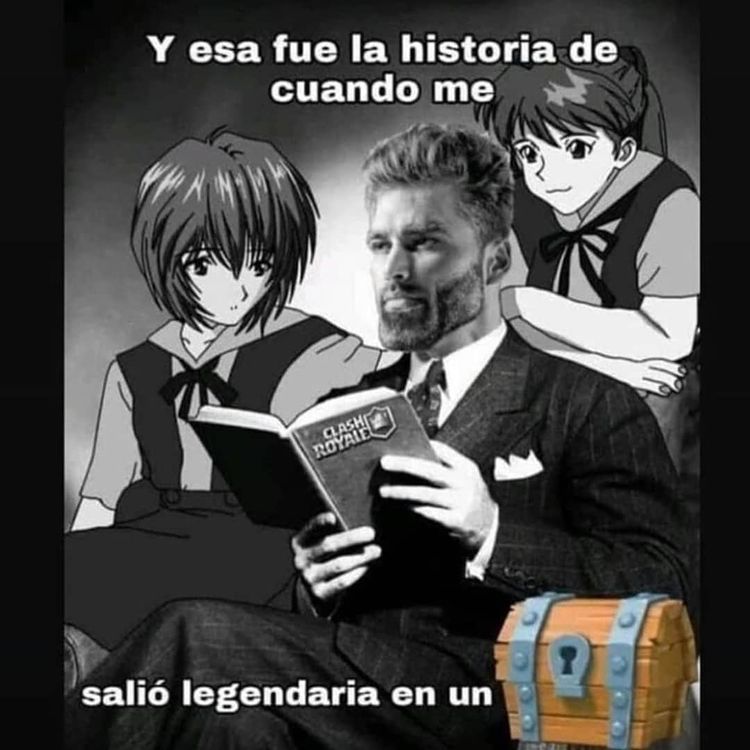 Y esa fue la historia de
cuando me
CLASH
ROYALE
salió legendaria en un